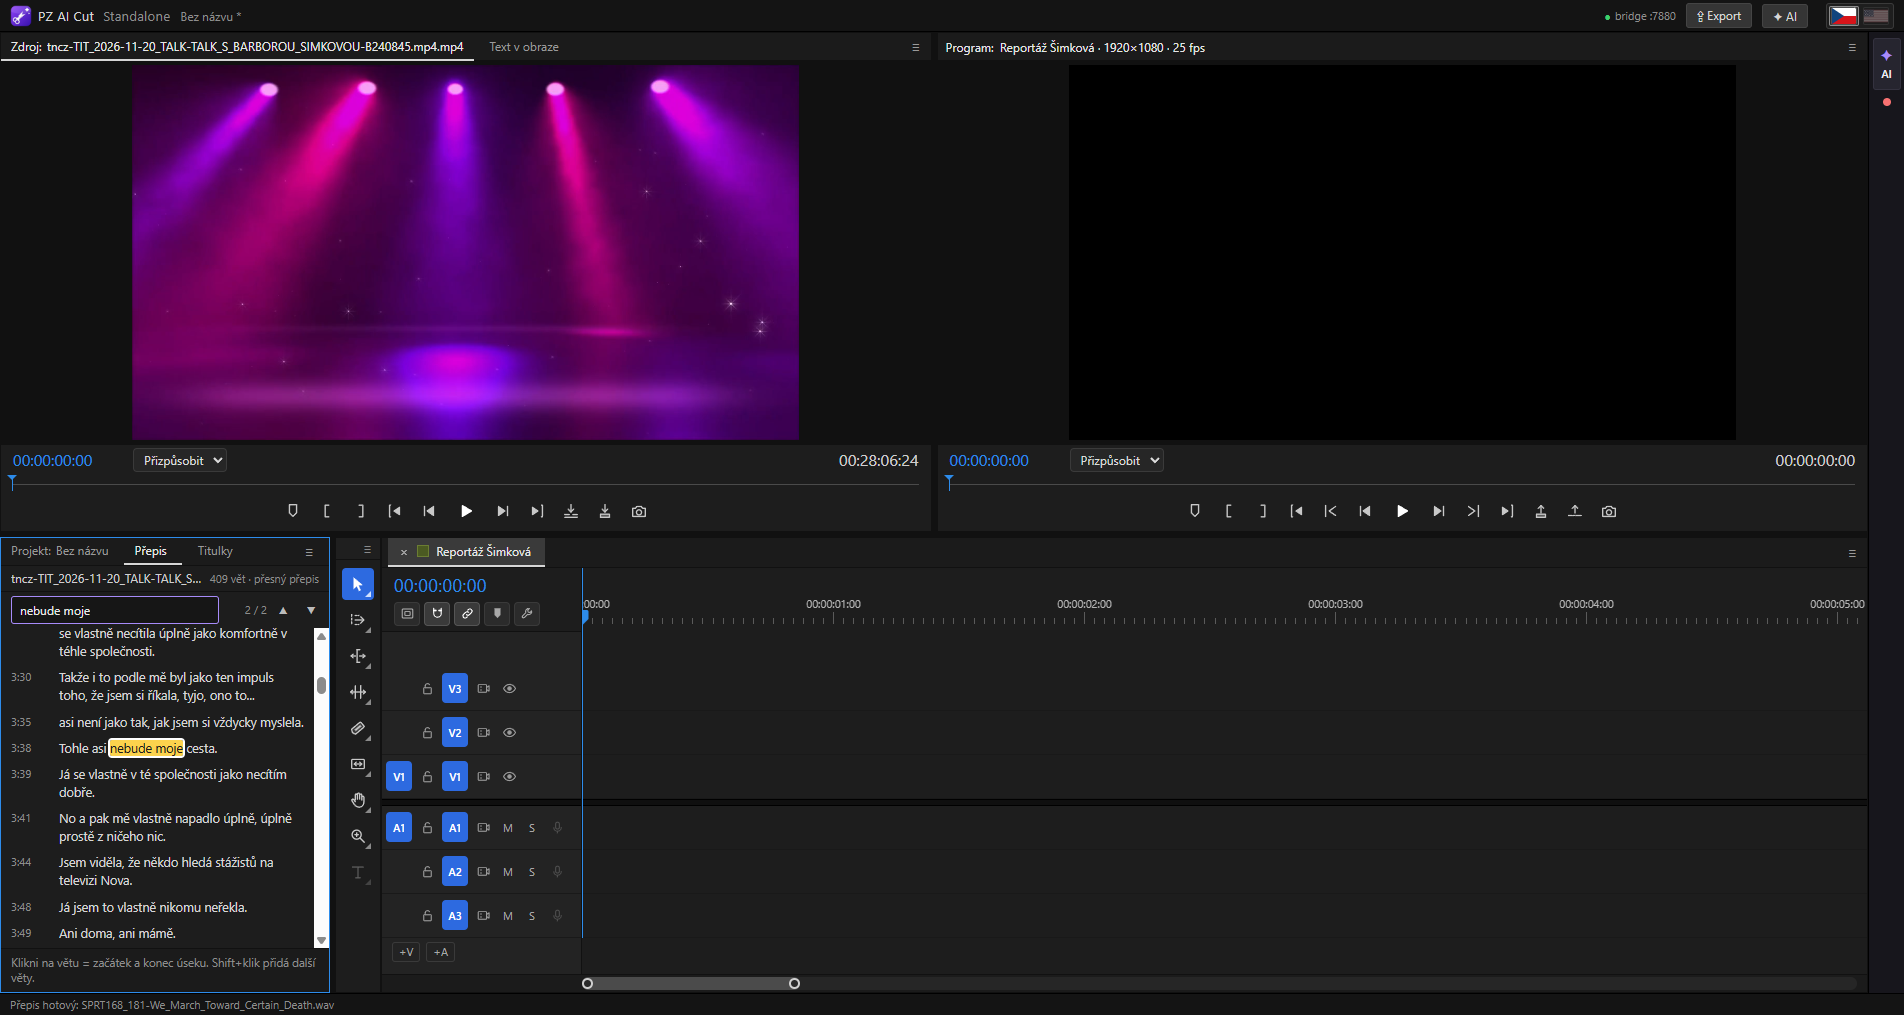 PZ AI Cut Standalone Bez názvu *
bridge :7880 Export AI
Zdroj: tncz-TIT_2026-11-20_TALK-TALK_S_BARBOROU_SIMKOVOU-B240845.mp4.mp4 Text v obraze
Program: Reportáž Šimková · 1920×1080 · 25 fps
AI
00:00:00:00 Přizpůsobit 00:28:06:24
00:00:00:00 Přizpůsobit 00:00:00:00
Projekt: Bez názvu Přepis Titulky
tncz-TIT_2026-11-20_TALK-TALK_S... 409 vět · přesný přepis
nebude moje 2 / 2
se vlastně necítila úplně jako komfortně v
téhle společnosti.
3:30 Takže i to podle mě byl jako ten impuls
toho, že jsem si říkala, tyjo, ono to...
3:35 asi není jako tak, jak jsem si vždycky myslela.
3:38 Tohle asi nebude moje cesta.
3:39 Já se vlastně v té společnosti jako necítím
dobře.
3:41 No a pak mě vlastně napadlo úplně, úplně
prostě z ničeho nic.
3:44 Jsem viděla, že někdo hledá stážistů na
televizi Nova.
3:48 Já jsem to vlastně nikomu neřekla.
3:49 Ani doma, ani mámě.
Klikni na větu = začátek a konec úseku. Shift+klik přidá další
věty.
Reportáž Šimková
00:00:00:00
00:00 00:00:01:00 00:00:02:00 00:00:03:00 00:00:04:00 00:00:05:00
V3
V2
V1 V1
A1 A1 M S
A2 M S
A3 M S
+V +A
Přepis hotový: SPRT168_181-We_March_Toward_Certain_Death.wav